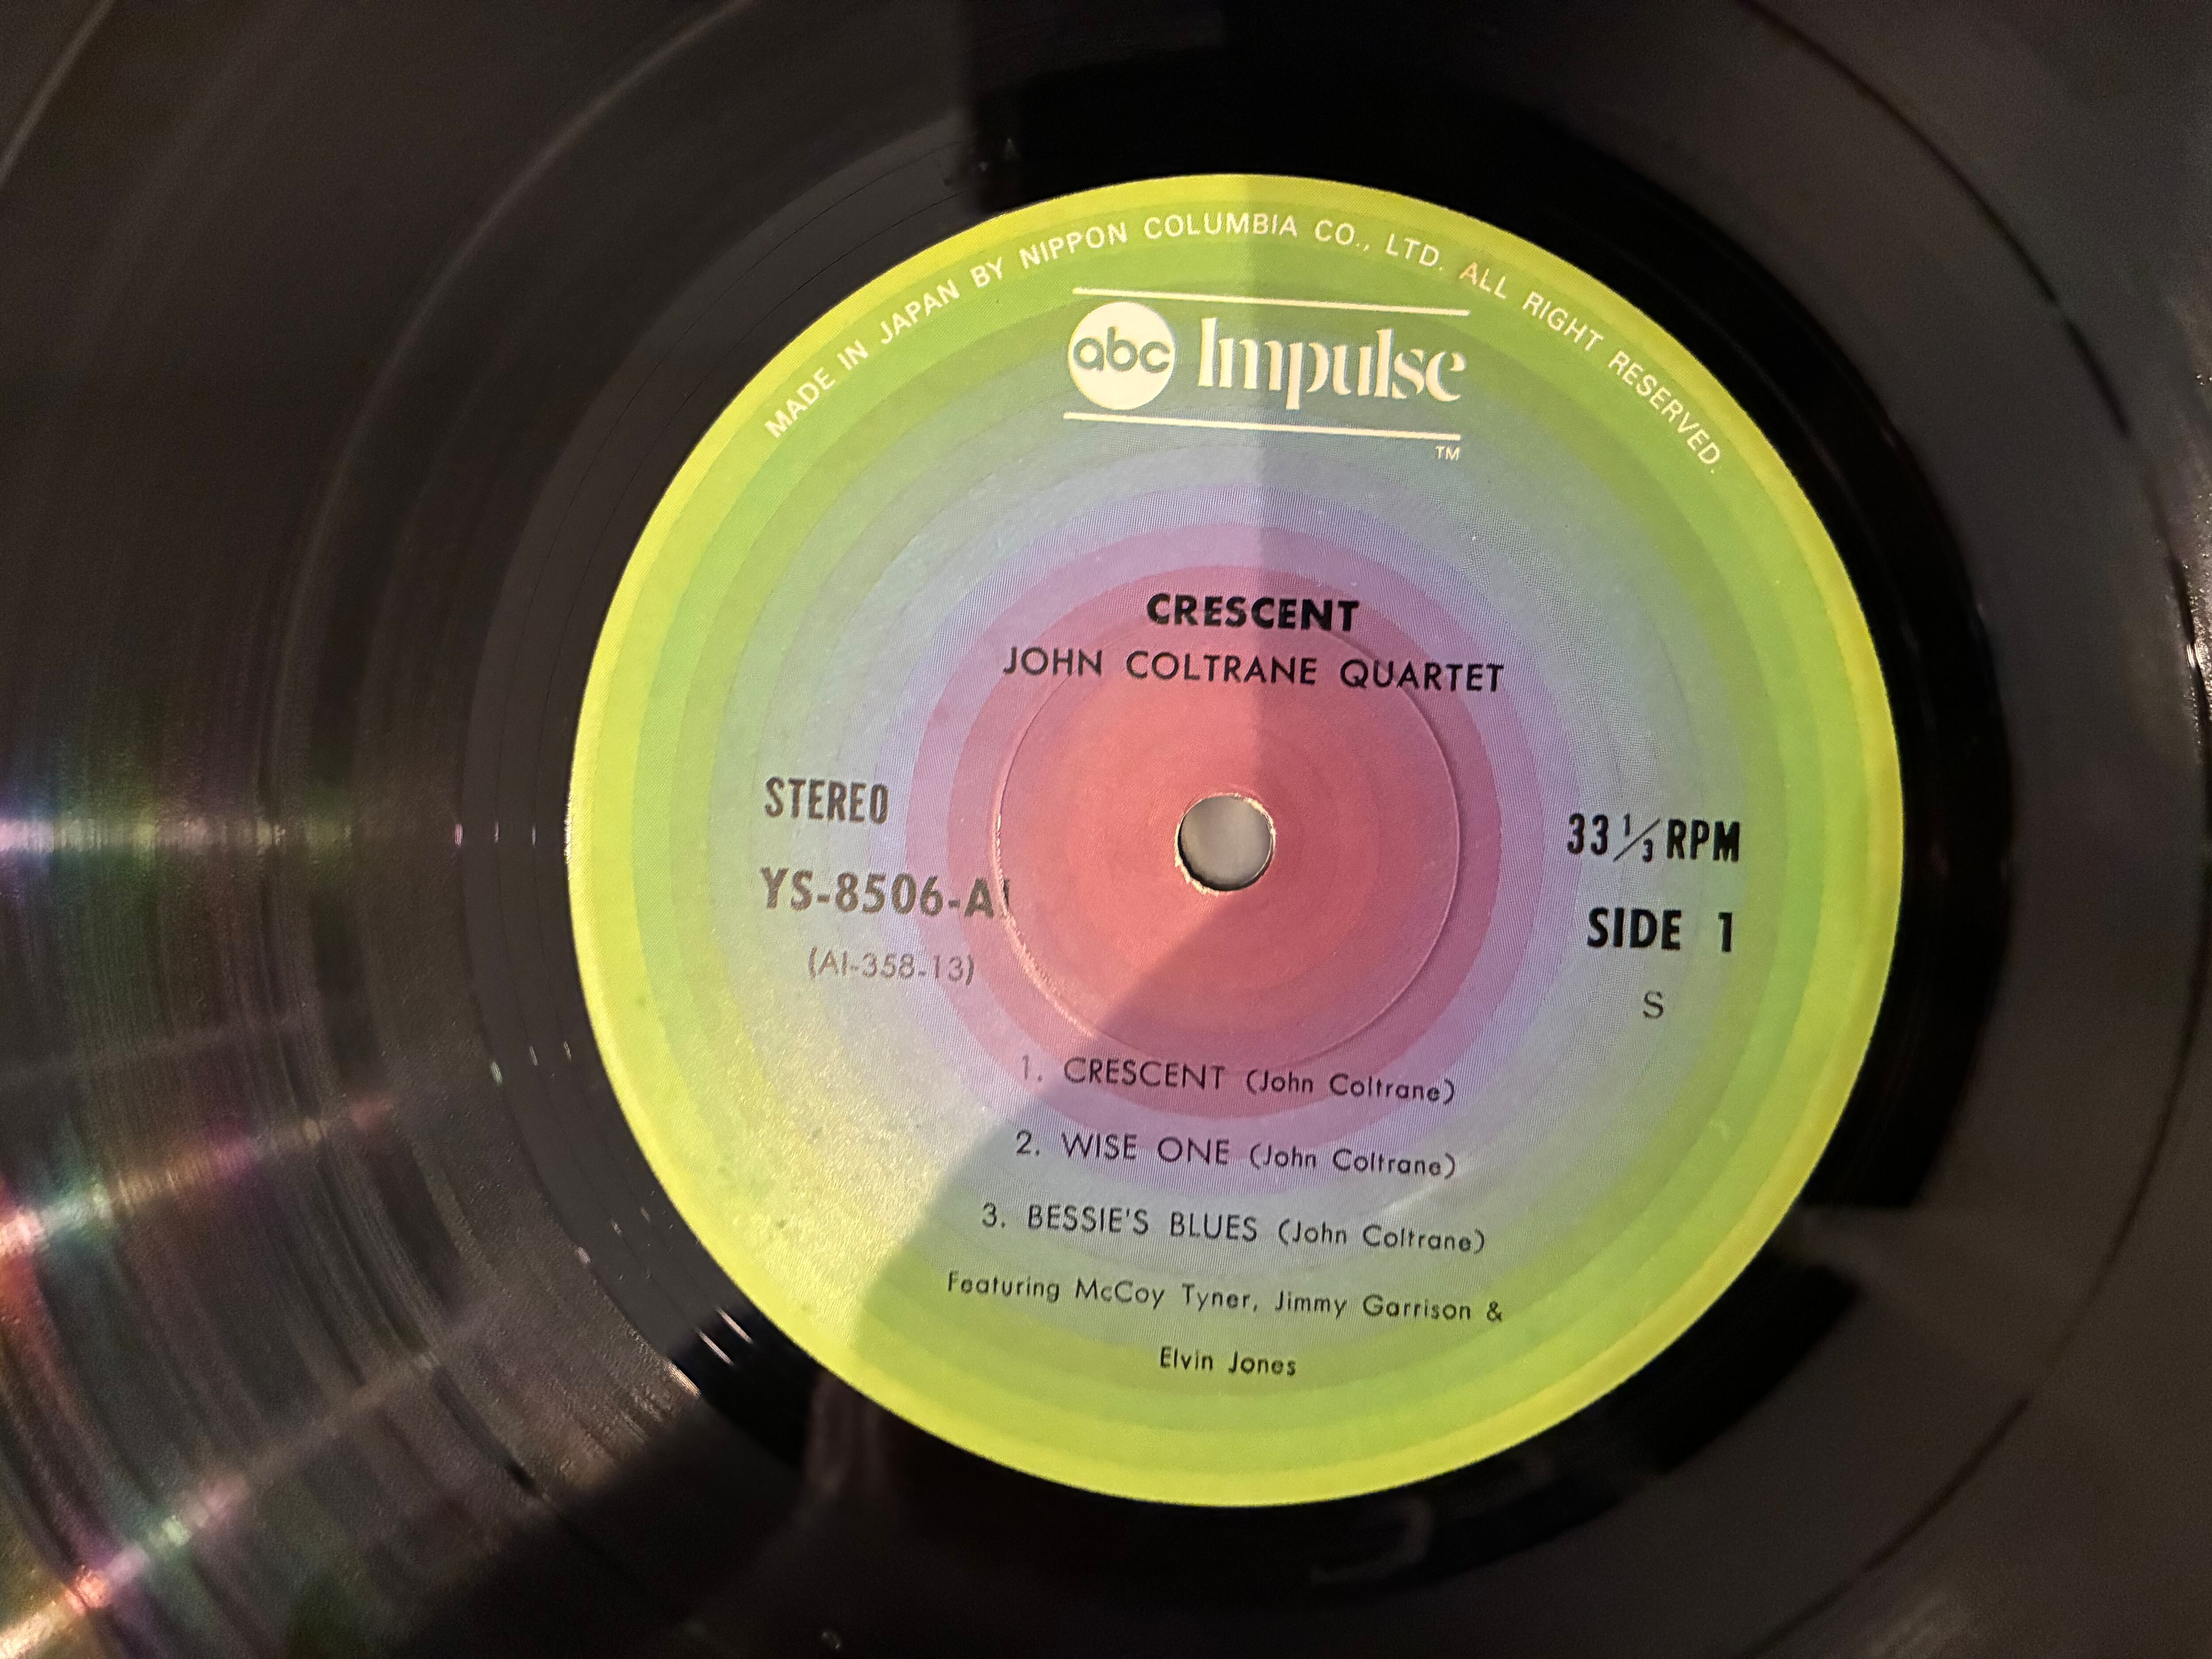 MADE IN JAPAN BY NIPPON COLUMBIA CO., LTD. ALL RIGHT RESERVED.
abc Impulse
TM
CRESCENT
JOHN COLTRANE QUARTET
STEREO
33 1/3 RPM
YS-8506-AI
SIDE 1
(AI-358-13)
S
1. CRESCENT (John Coltrane)
2. WISE ONE (John Coltrane)
3. BESSIE'S BLUES (John Coltrane)
Featuring McCoy Tyner, Jimmy Garrison &
Elvin Jones